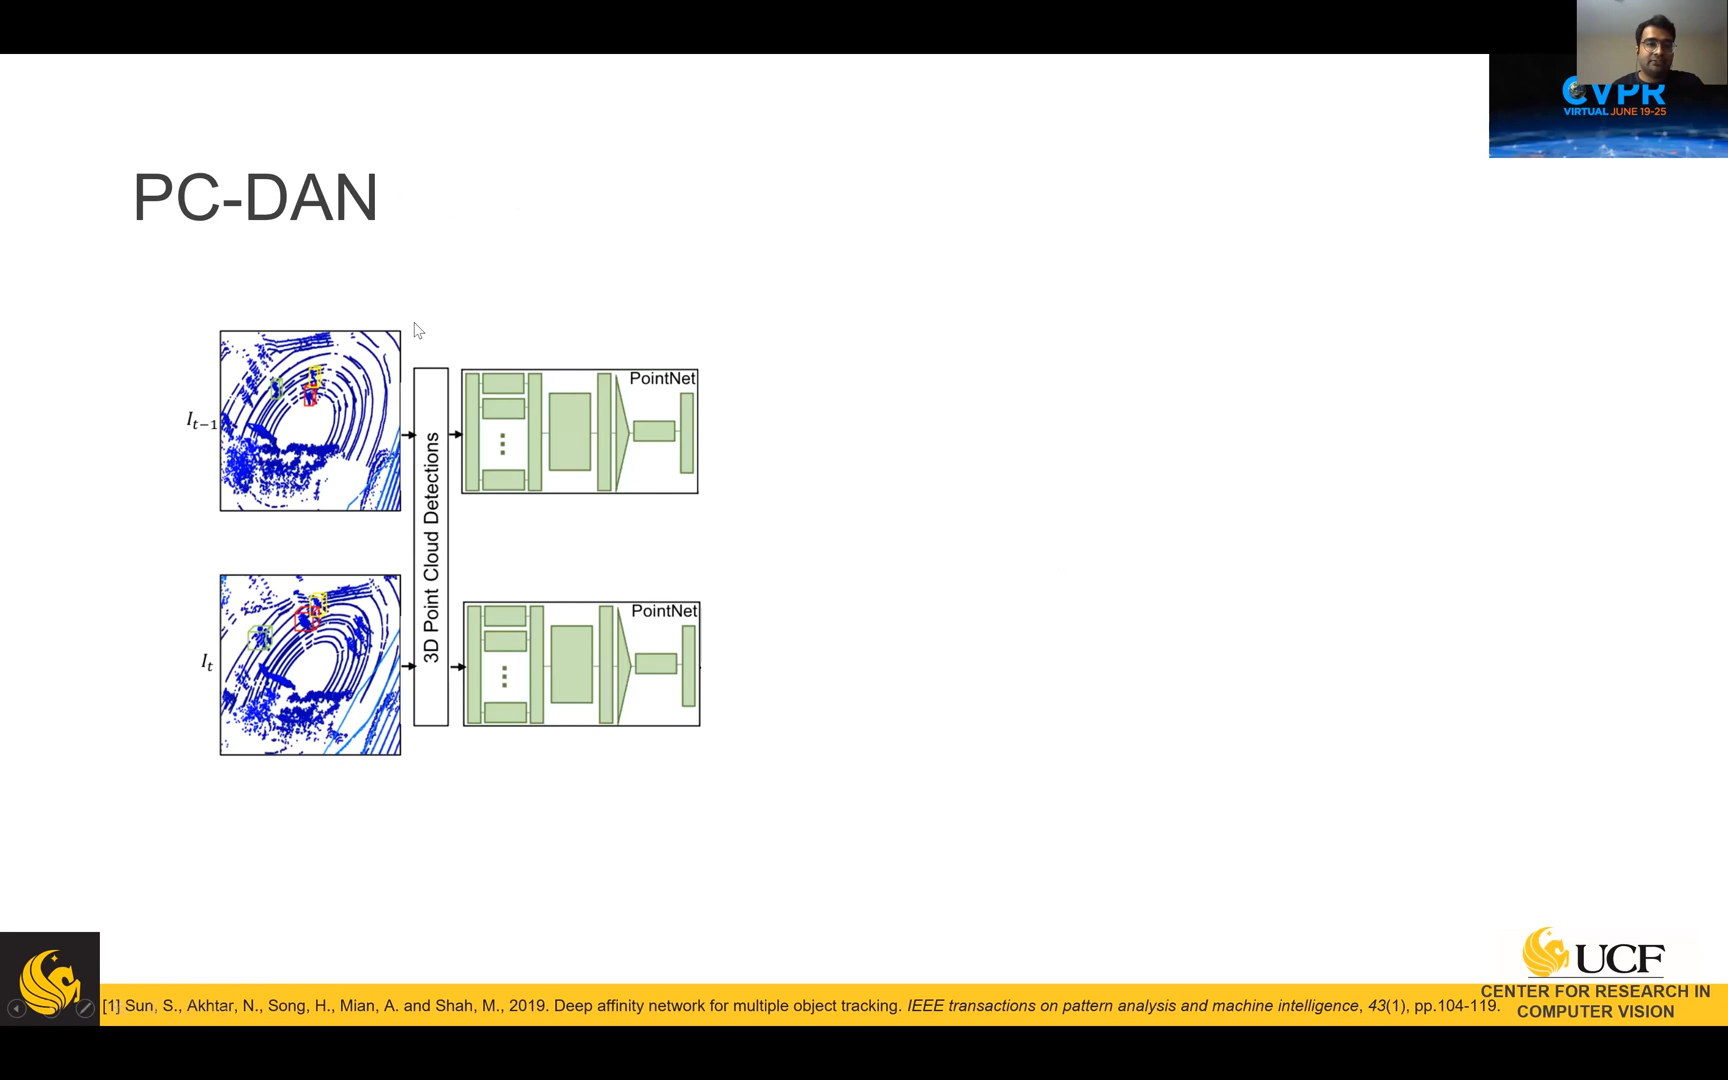 CVPR
VIRTUAL JUNE 19-25
PC-DAN
I_{t-1}
3D Point Cloud Detections
PointNet
I_t
PointNet
UCF
CENTER FOR RESEARCH IN
COMPUTER VISION
[1] Sun, S., Akhtar, N., Song, H., Mian, A. and Shah, M., 2019. Deep affinity network for multiple object tracking. IEEE transactions on pattern analysis and machine intelligence, 43(1), pp.104-119.